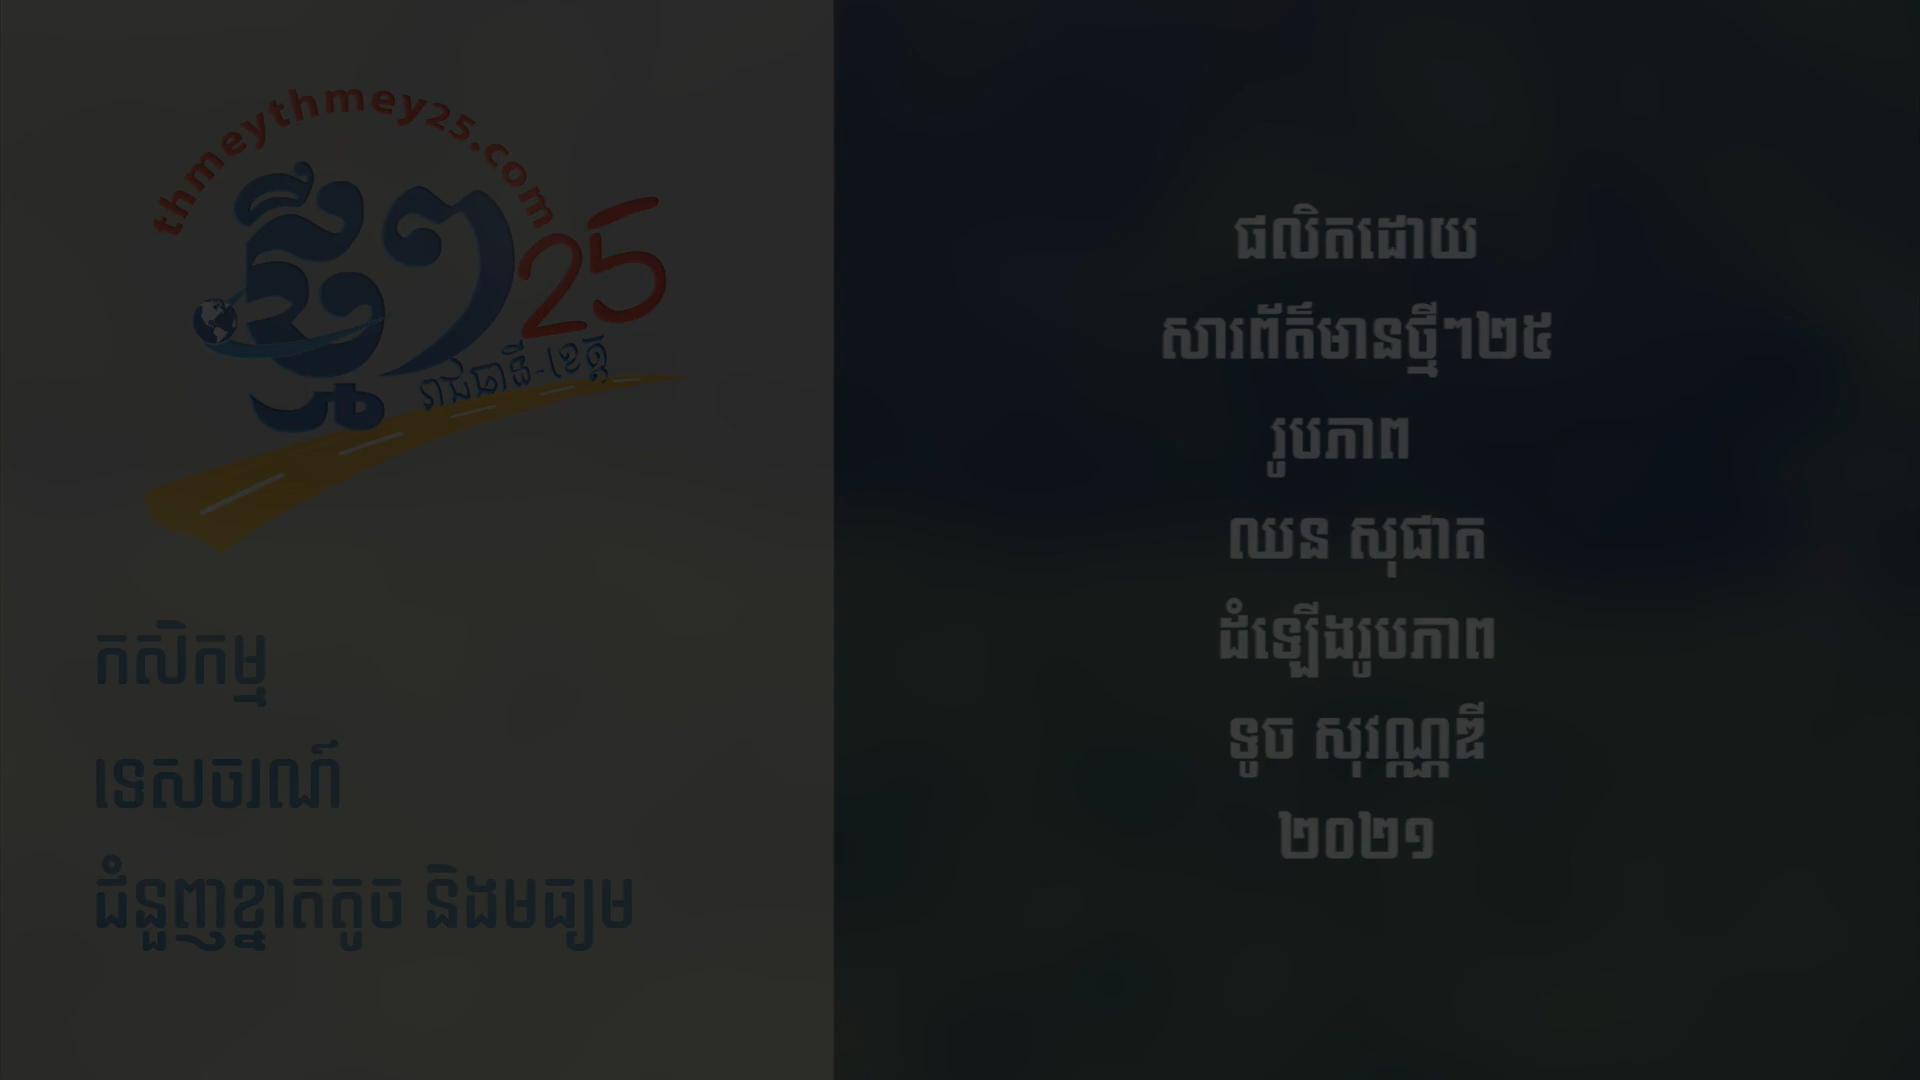 thmeythmey25.com
ថ្មីៗ25
រាជធានី-ខេត្ត
កសិកម្ម
ទេសចរណ៍
ជំនួញខ្នាតតូច និងមធ្យម
ផលិតដោយ
សារព័ត៌មានថ្មីៗ២៥
រូបភាព
ឈន សុផាត
ដំឡើងរូបភាព
ទូច សុវណ្ណឌី
២០២១